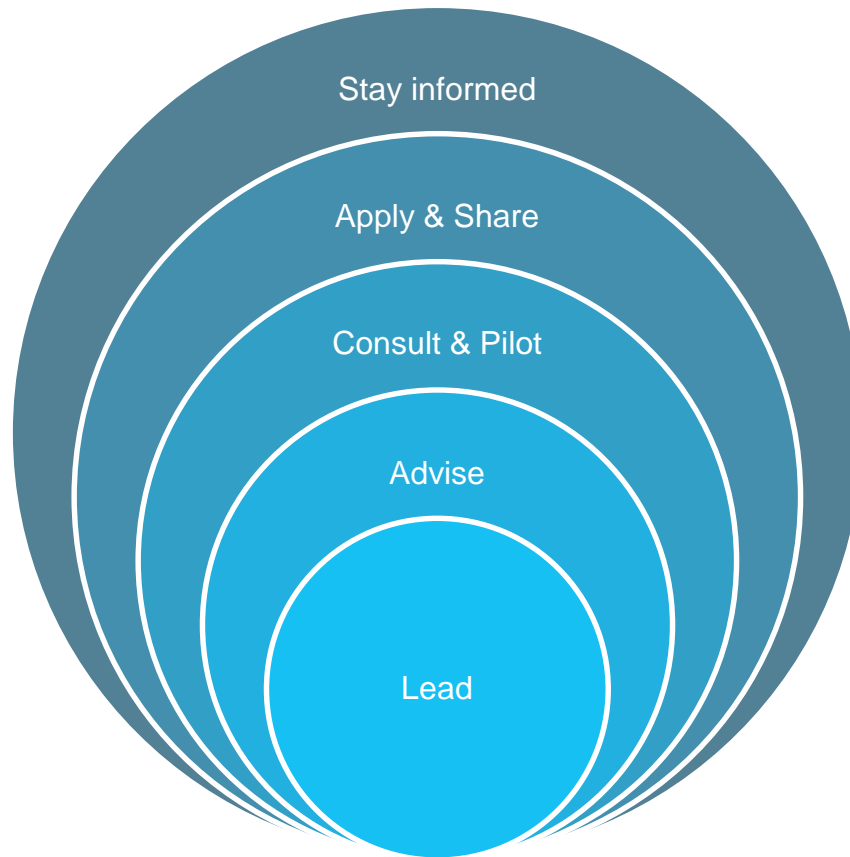 Stay informed
Apply & Share
Consult & Pilot
Advise
Lead